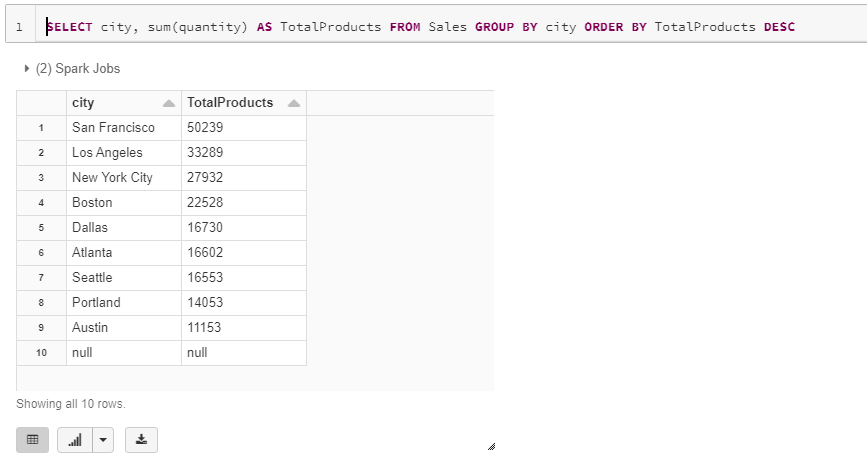 1 SELECT city, sum(quantity) AS TotalProducts FROM Sales GROUP BY city ORDER BY TotalProducts DESC
(2) Spark Jobs
city TotalProducts
1 San Francisco 50239
2 Los Angeles 33289
3 New York City 27932
4 Boston 22528
5 Dallas 16730
6 Atlanta 16602
7 Seattle 16553
8 Portland 14053
9 Austin 11153
10 null null
Showing all 10 rows.